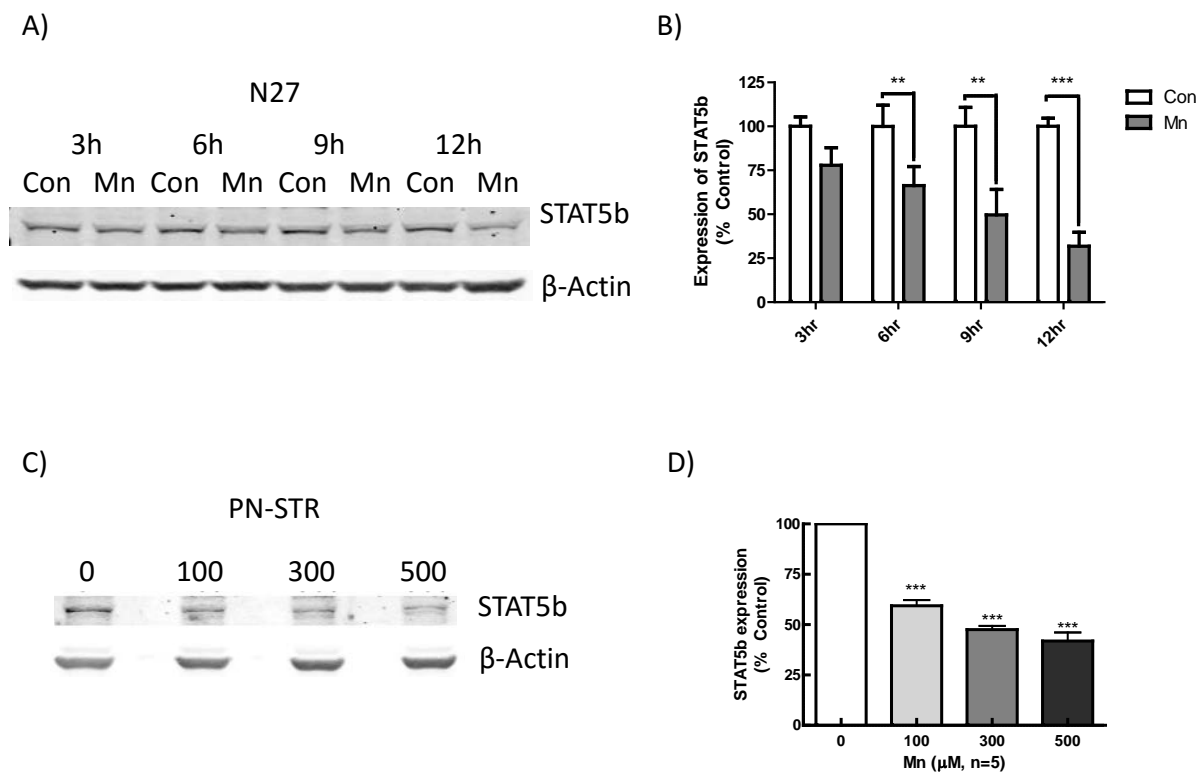 A)
N27
3h 6h 9h 12h
Con Mn Con Mn Con Mn Con Mn
STAT5b
β-Actin
B)
Expression of STAT5b
(% Control)
125
100
75
50
25
0
** ** ***
Con
Mn
3hr 6hr 9hr 12hr
C)
PN-STR
0 100 300 500
STAT5b
β-Actin
D)
STAT5b expression
(% Control)
100
75
50
25
0
*** *** ***
0 100 300 500
Mn (µM, n=5)